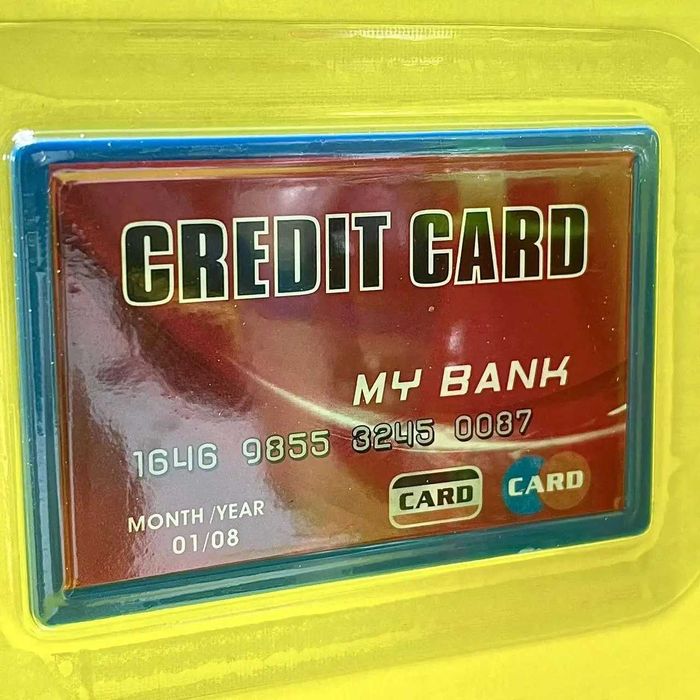 CREDIT CARD
MY BANK
1646 9855 3245 0087
CARD CARD
MONTH /YEAR
01/08